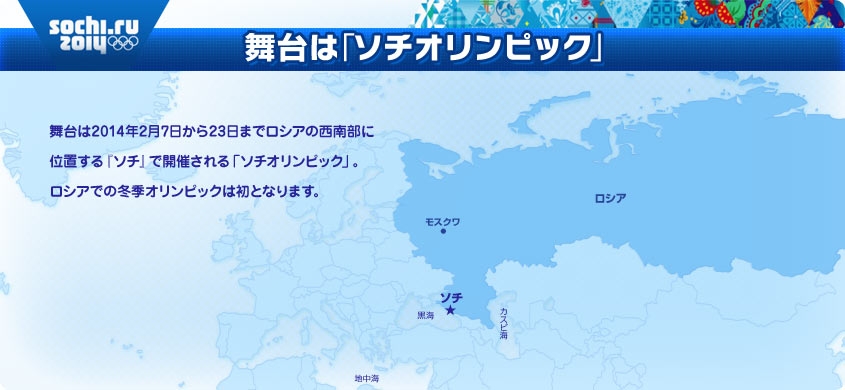 sochi.ru
2014
舞台は「ソチオリンピック」
舞台は2014年2月7日から23日までロシアの西南部に
位置する『ソチ』で開催される「ソチオリンピック」。
ロシアでの冬季オリンピックは初となります。
ロシア
モスクワ
ソチ
黒海
カスピ海
地中海